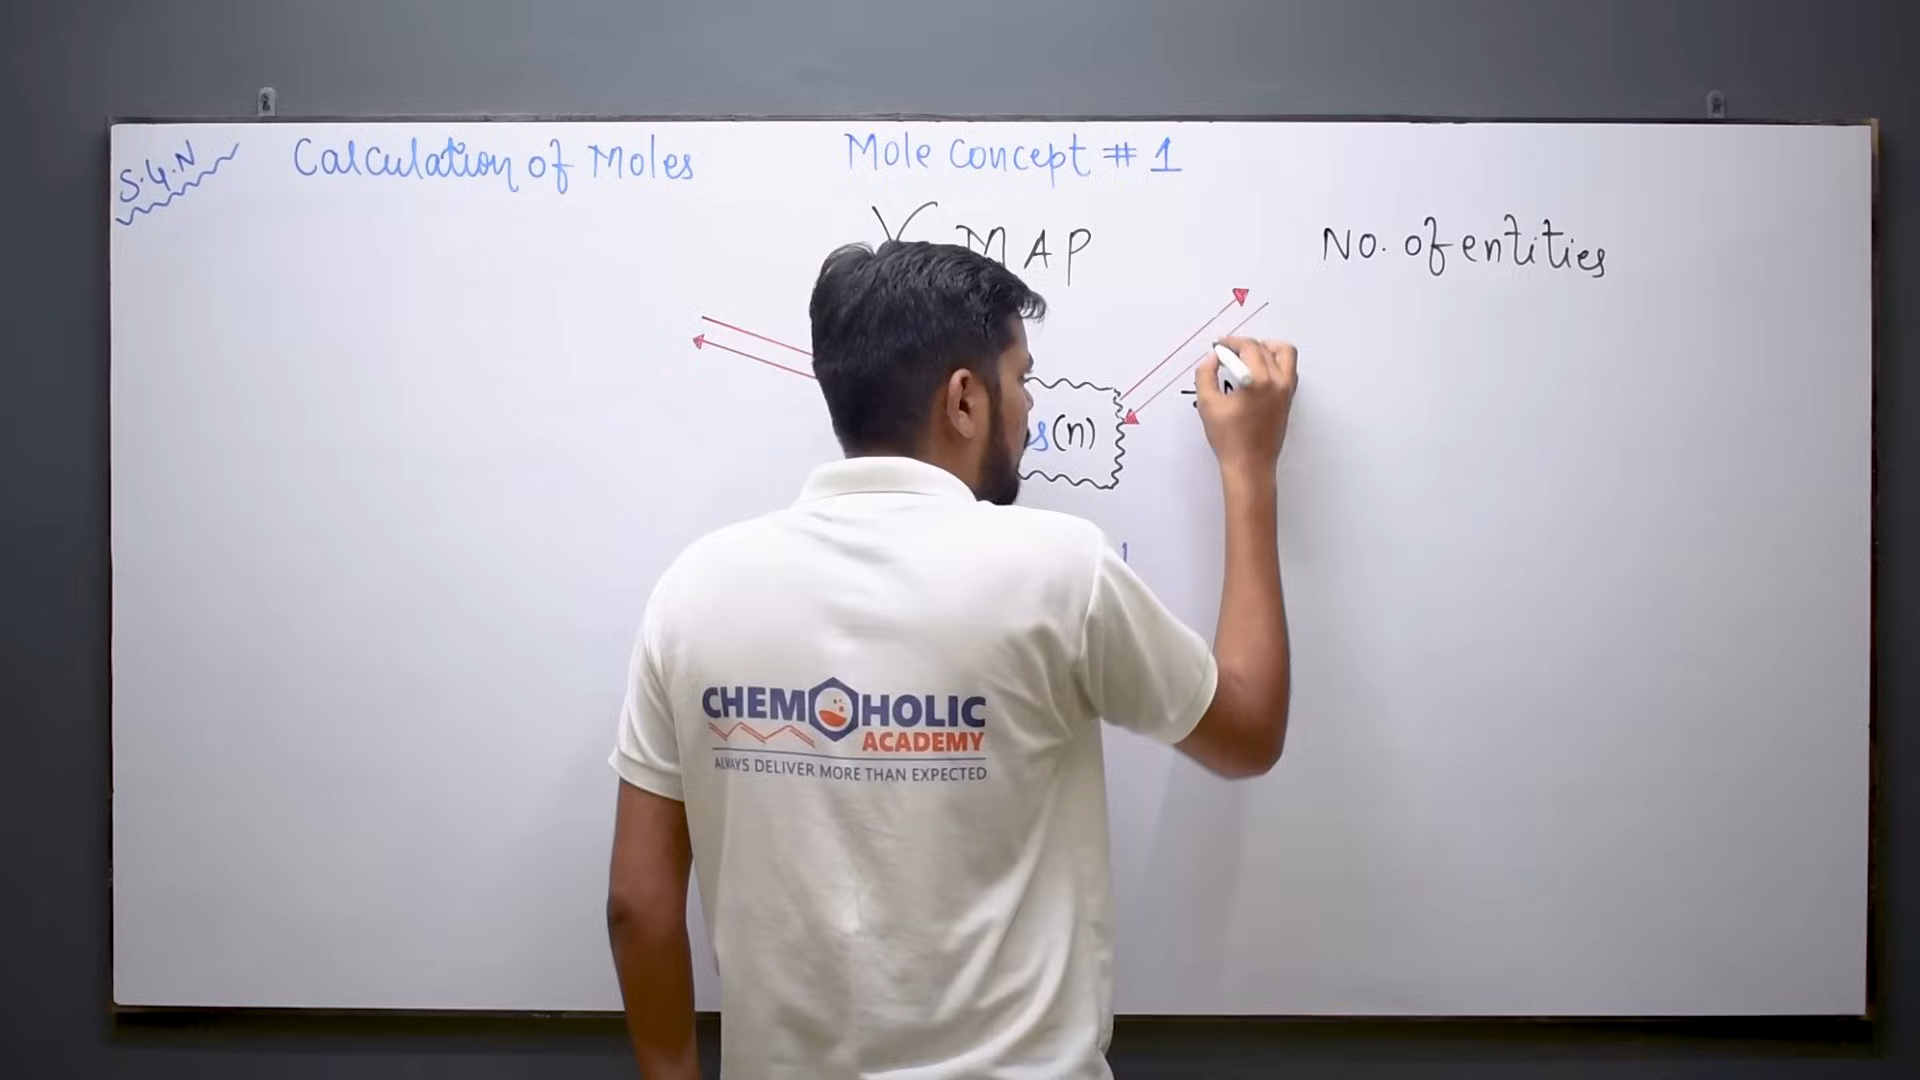 S.G.N
Calculation of Moles
Mole Concept # 1
Y MAP
No. of entities
(n)
CHEMOHOLIC
ACADEMY
ALWAYS DELIVER MORE THAN EXPECTED